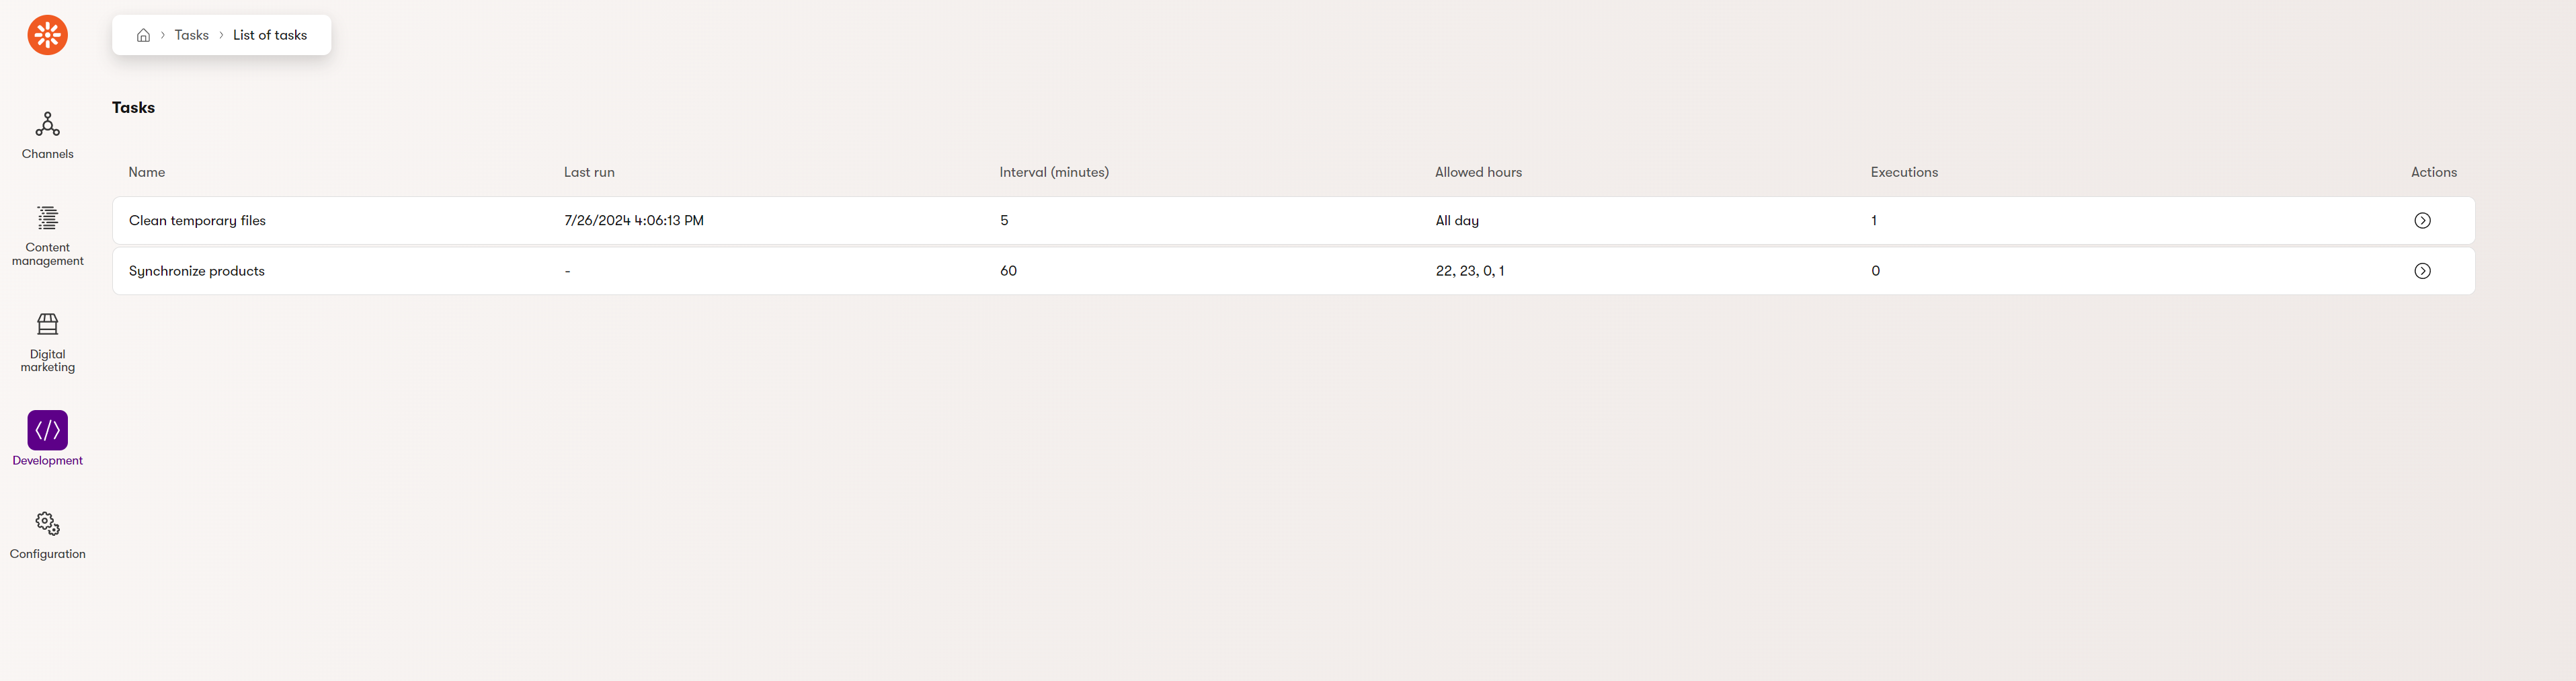 Tasks
List of tasks
Tasks
Channels
Content
management
Digital
marketing
Development
Configuration
Name Last run Interval (minutes) Allowed hours Executions Actions
Clean temporary files 7/26/2024 4:06:13 PM 5 All day 1
Synchronize products - 60 22, 23, 0, 1 0